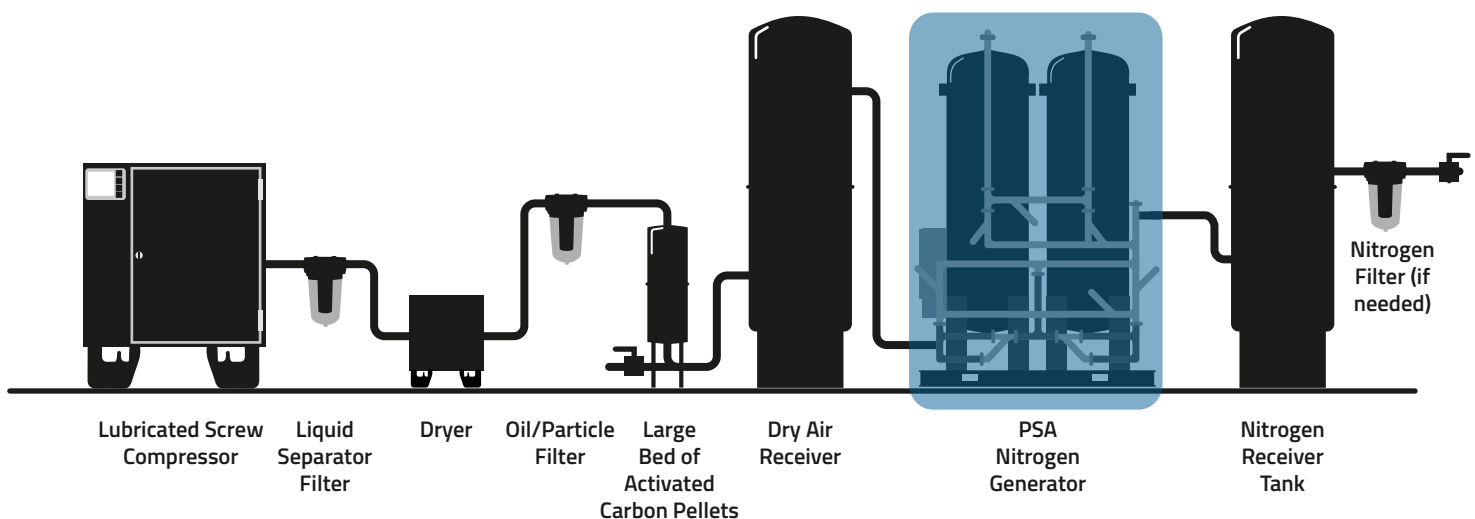 Nitrogen
Filter (if
needed)
Lubricated Screw
Compressor
Liquid
Separator
Filter
Dryer
Oil/Particle
Filter
Large
Bed of
Activated
Carbon Pellets
Dry Air
Receiver
PSA
Nitrogen
Generator
Nitrogen
Receiver
Tank